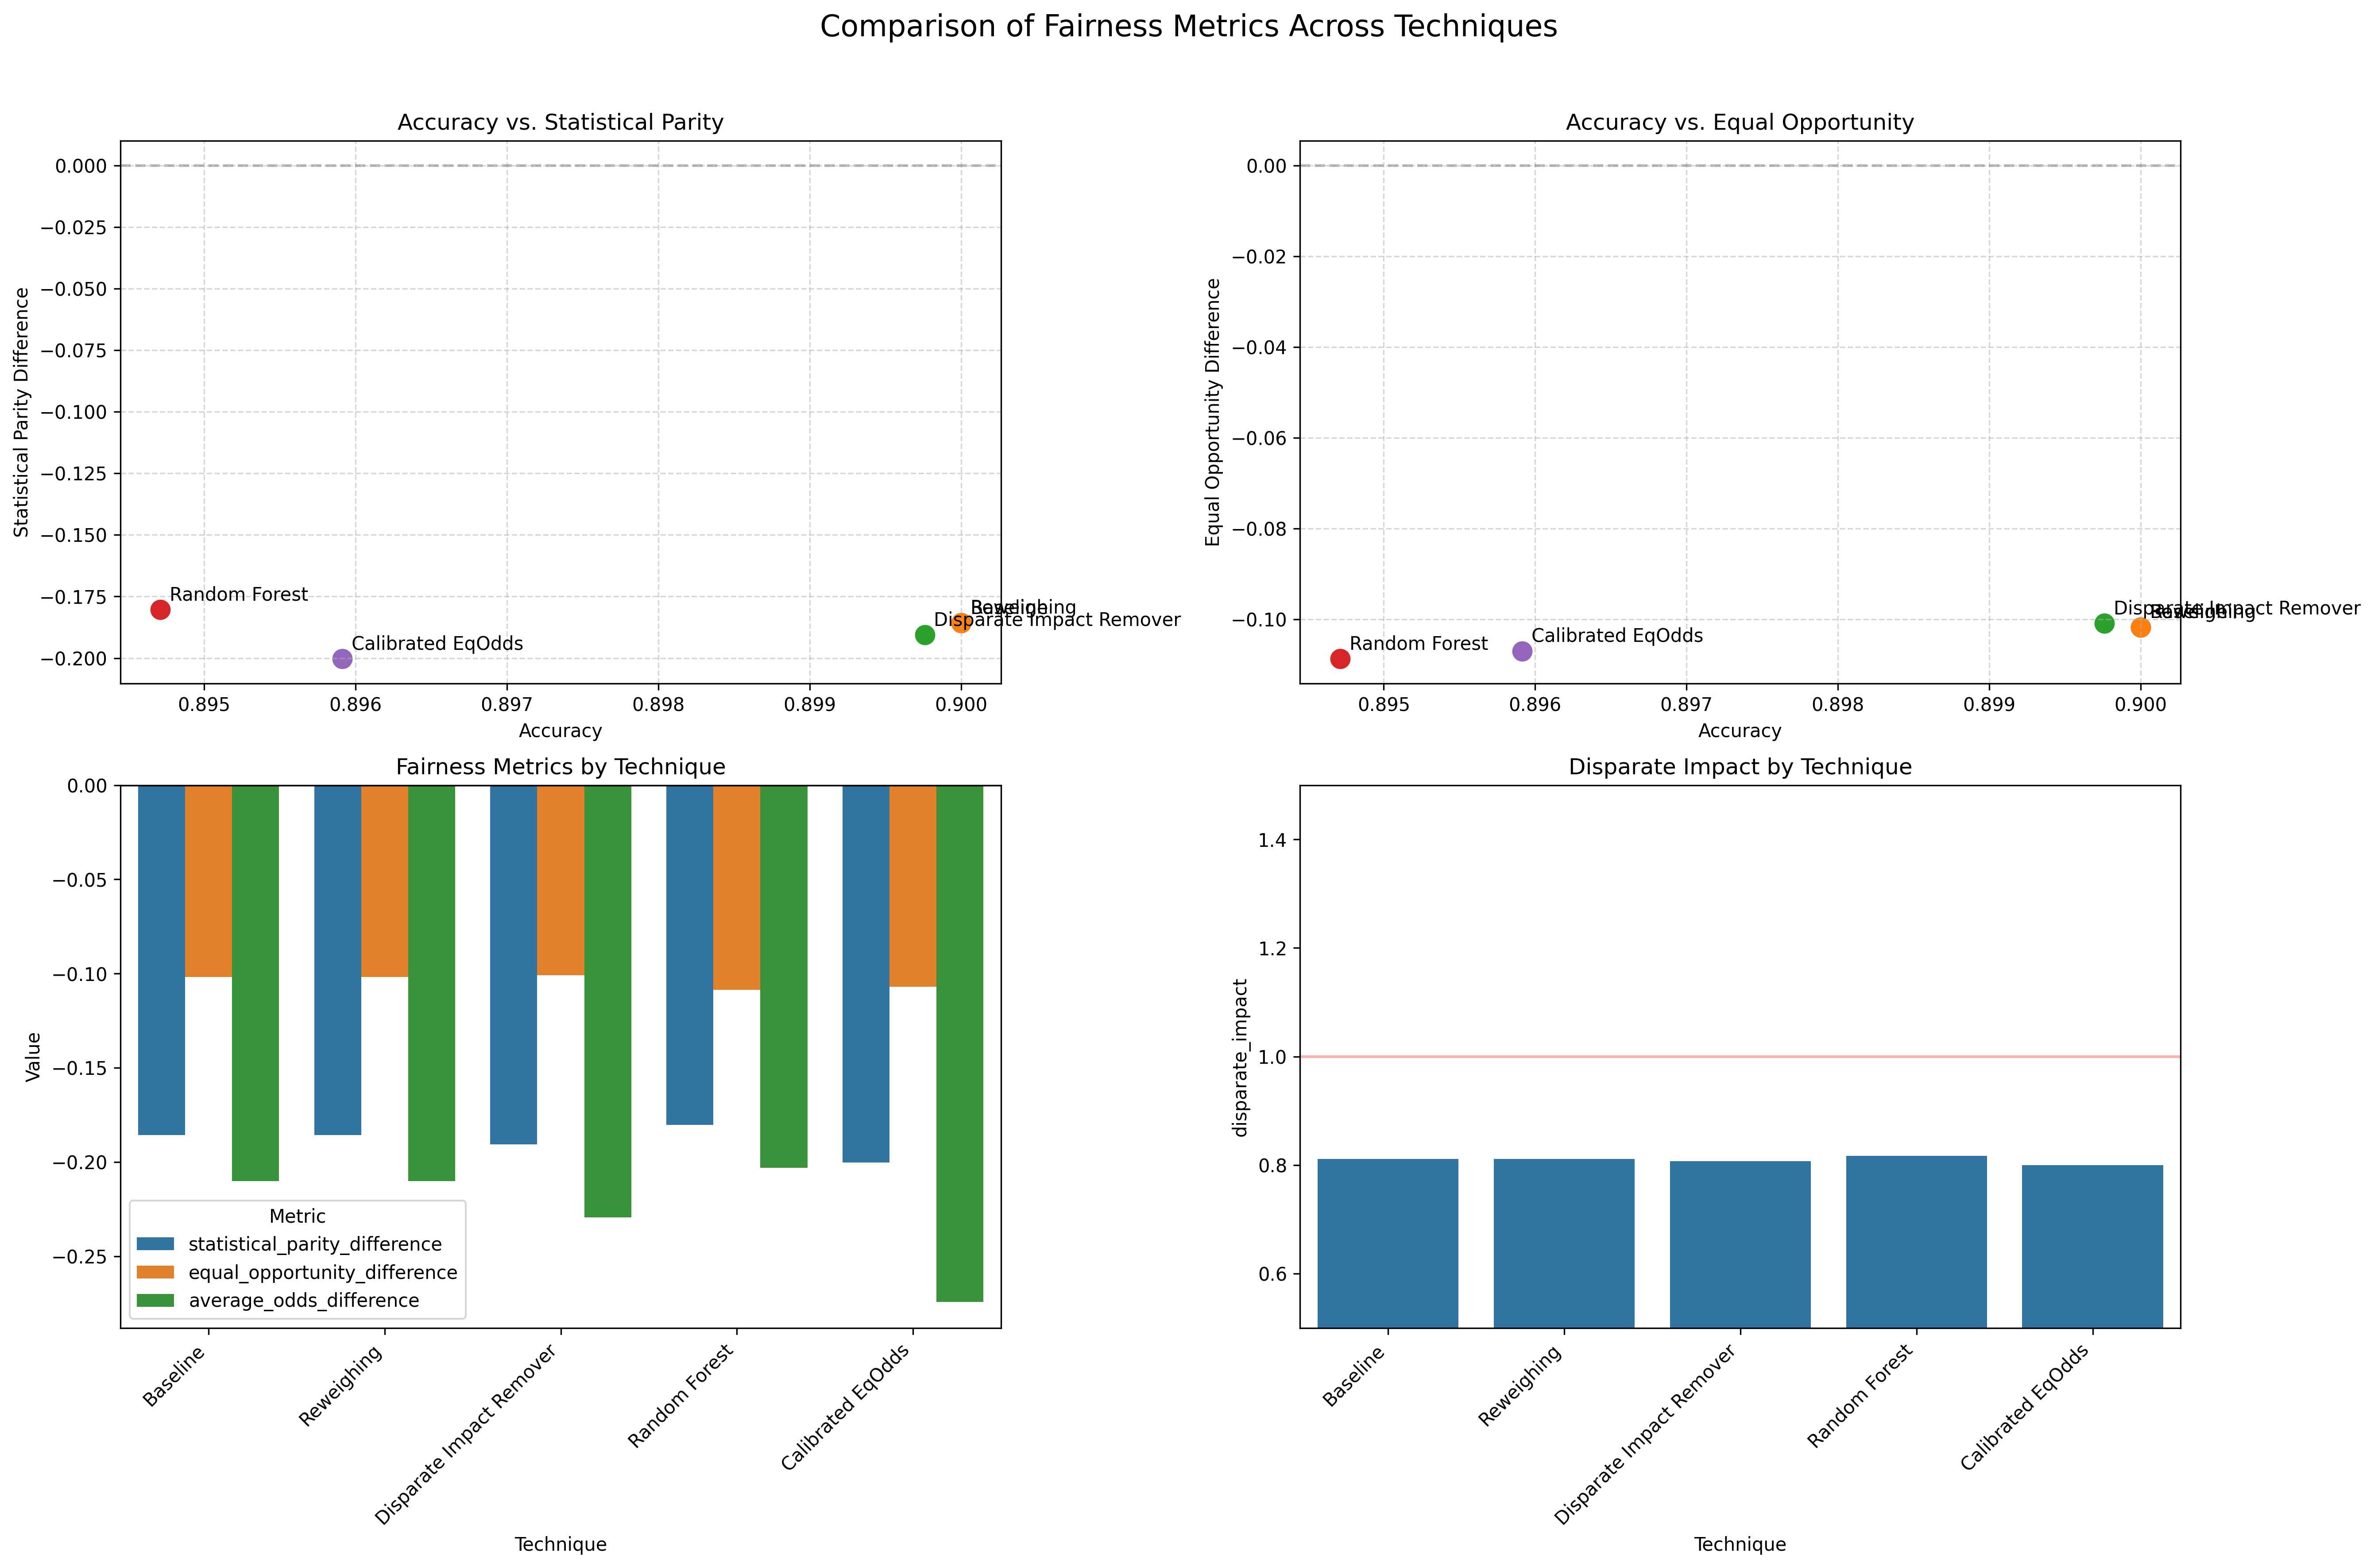 Comparison of Fairness Metrics Across Techniques
Accuracy vs. Statistical Parity
Statistical Parity Difference
0.000
−0.025
−0.050
−0.075
−0.100
−0.125
−0.150
−0.175
−0.200
Random Forest
Calibrated EqOdds
Reweighing
Disparate Impact Remover
0.895
0.896
0.897
0.898
0.899
0.900
Accuracy
Accuracy vs. Equal Opportunity
Equal Opportunity Difference
0.00
−0.02
−0.04
−0.06
−0.08
−0.10
Random Forest
Calibrated EqOdds
Disparate Impact Remover
Reweighing
0.895
0.896
0.897
0.898
0.899
0.900
Accuracy
Fairness Metrics by Technique
Value
0.00
−0.05
−0.10
−0.15
−0.20
−0.25
Metric
statistical_parity_difference
equal_opportunity_difference
average_odds_difference
Baseline
Reweighing
Disparate Impact Remover
Random Forest
Calibrated EqOdds
Technique
Disparate Impact by Technique
disparate_impact
1.4
1.2
1.0
0.8
0.6
Baseline
Reweighing
Disparate Impact Remover
Random Forest
Calibrated EqOdds
Technique